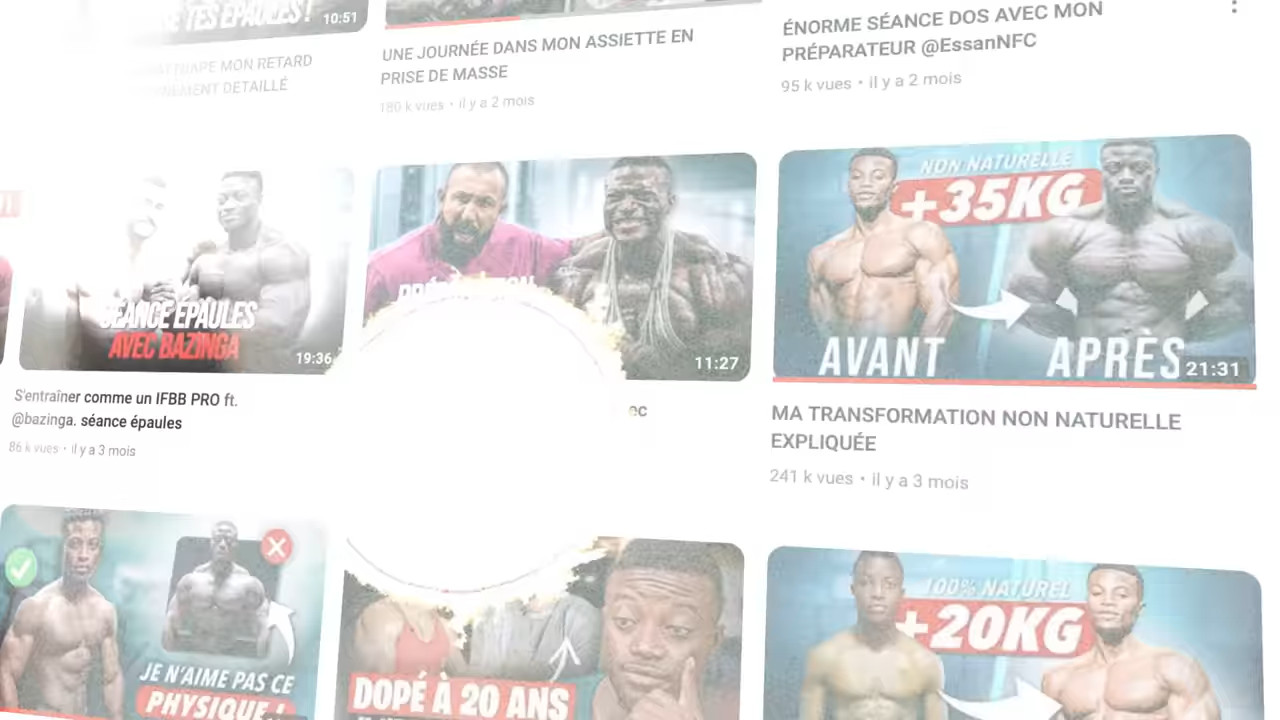 TES ÉPAULES !
10:51
MON RETARD
DETAILLÉ
UNE JOURNÉE DANS MON ASSIETTE EN
PRISE DE MASSE
180 k vues • il y a 2 mois
ÉNORME SÉANCE DOS AVEC MON
PRÉPARATEUR @EssanNFC
95 k vues • il y a 2 mois
SÉANCE ÉPAULES
AVEC BAZINGA
19:36
S'entraîner comme un IFBB PRO ft.
@bazinga. séance épaules
86 k vues • il y a 3 mois
11:27
ec
NON NATURELLE
+35KG
AVANT
APRÈS
21:31
MA TRANSFORMATION NON NATURELLE
EXPLIQUÉE
241 k vues • il y a 3 mois
JE N'AIME PAS CE
PHYSIQUE !
DOPÉ À 20 ANS
100% NATUREL
+20KG